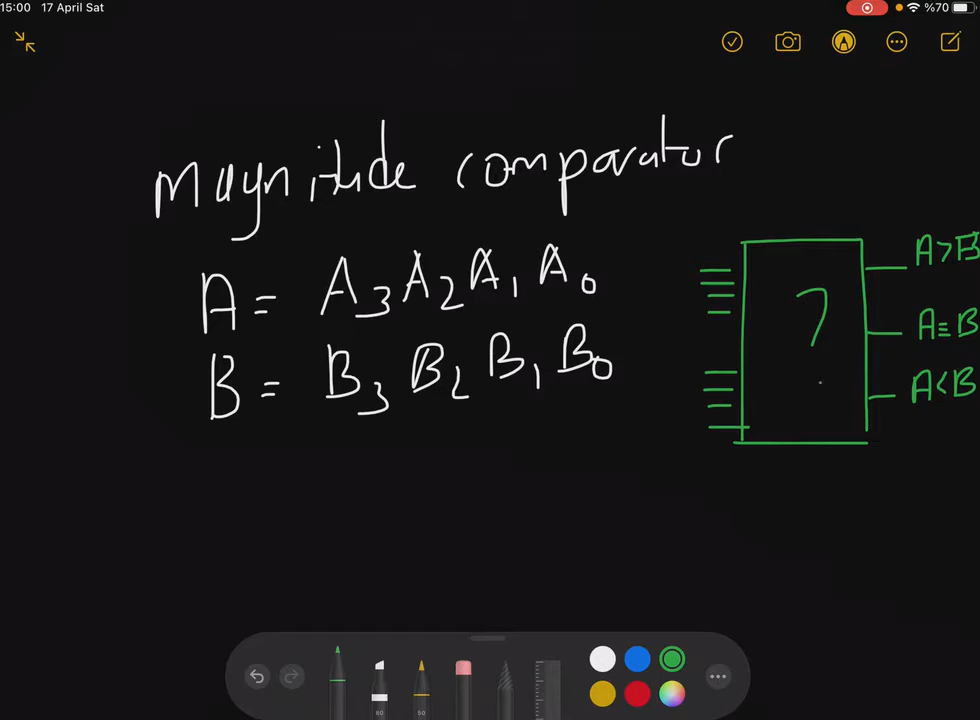 15:00 17 April Sat %70
magnitude comparator
A = A₃ A₂ A₁ A₀
B = B₃ B₂ B₁ B₀
?
A>B
A≡B
A<B
80 50